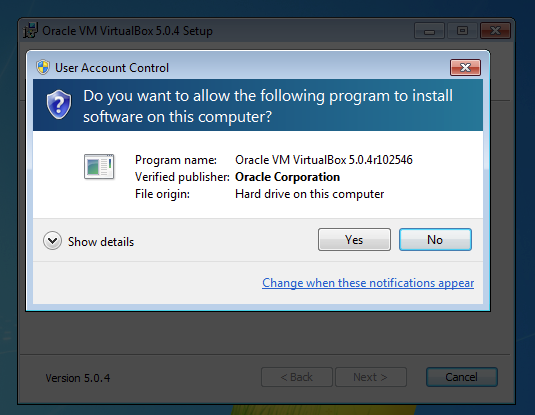 Oracle VM VirtualBox 5.0.4 Setup
User Account Control
Do you want to allow the following program to install
software on this computer?
Program name: Oracle VM VirtualBox 5.0.4r102546
Verified publisher: Oracle Corporation
File origin: Hard drive on this computer
Show details Yes No
Change when these notifications appear
Version 5.0.4 < Back Next > Cancel